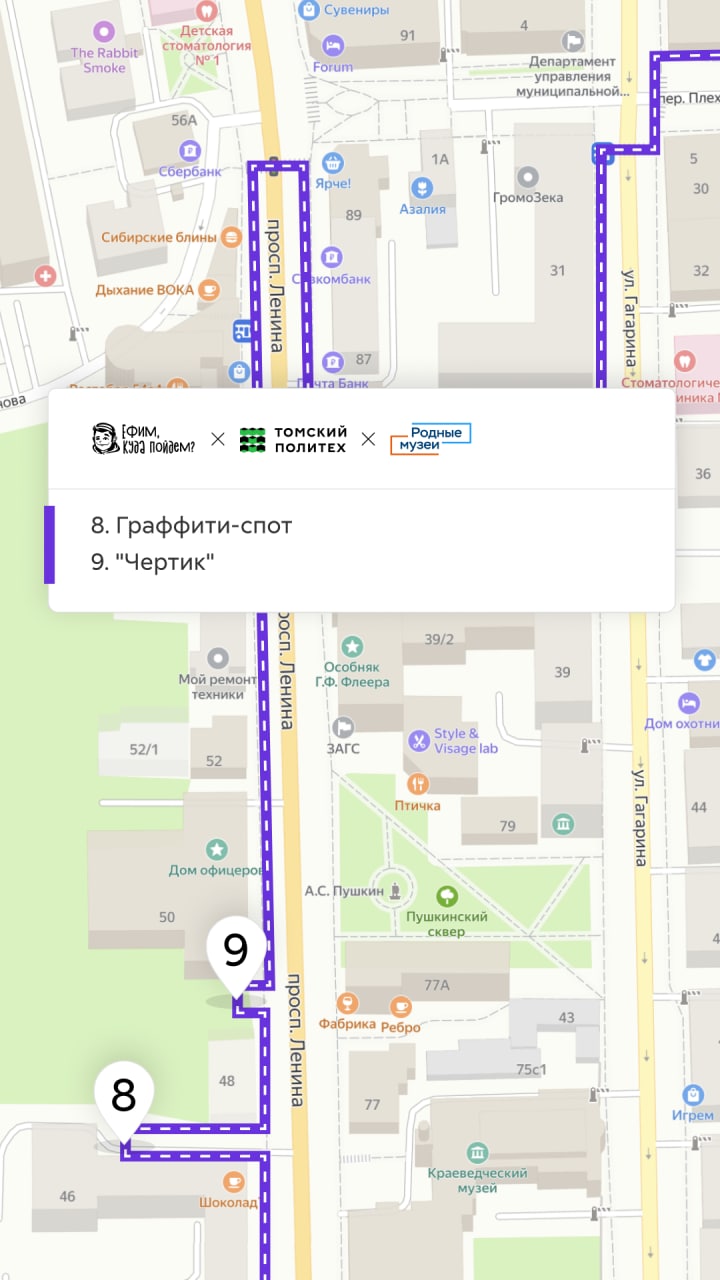 Сувениры
Детская
стоматология
№ 1
91
4
The Rabbit
Smoke
Forum
Департамент
управления
муниципальной...
пер. Плех
56А
Сбербанк
Ярче!
1А
Азалия
ГромоЗека
5
30
89
Сибирские блины
просп. Ленина
Совкомбанк
31
32
ул. Гагарина
Дыхание ВОКА
87
Почта Банк
Стоматологиче
нова
ЕФИМ,
КУДА ПОЙДЕМ?
ТОМСКИЙ
ПОЛИТЕХ
Родные
музеи
36
8. Граффити-спот
9. "Чертик"
просп. Ленина
39/2
Особняк
Г.Ф. Флеера
39
Мой ремонт
техники
Дом охотни
ЗАГС
Style &
Visage lab
52/1
52
Птичка
ул. Гагарина
79
44
Дом офицеров
А.С. Пушкин
Пушкинский
сквер
50
9
77А
просп. Ленина
Фабрика
Ребро
43
75с1
48
77
8
Игрем
Краеведческий
музей
46
Шоколад